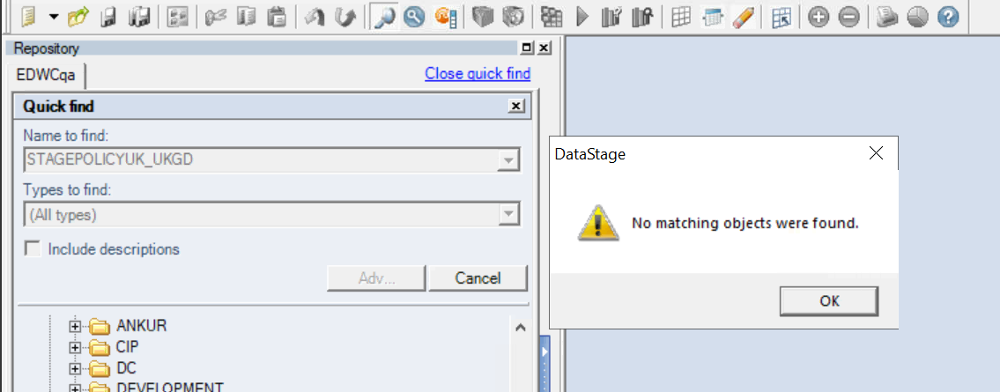 Repository
EDWCqa
Close quick find
Quick find
Name to find:
STAGEPOLICYUK_UKGD
Types to find:
(All types)
Include descriptions
Adv...
Cancel
ANKUR
CIP
DC
DEVELOPMENT
DataStage
No matching objects were found.
OK